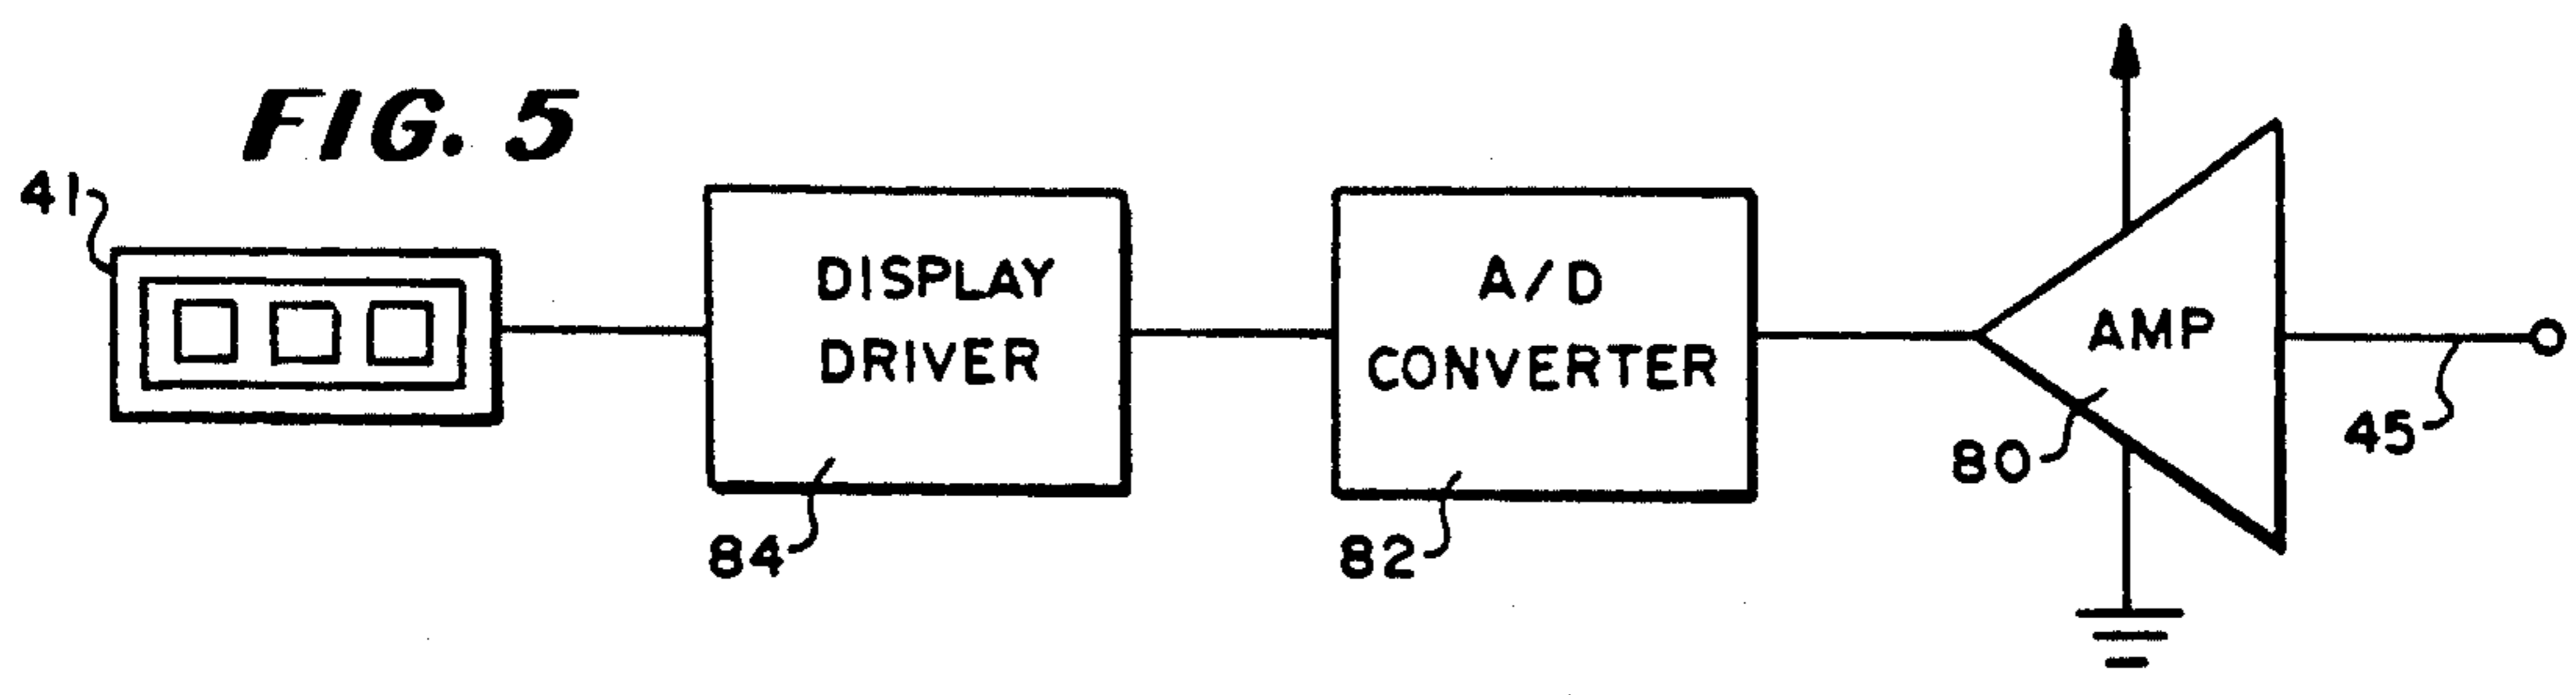 FIG. 5
41
DISPLAY
DRIVER
84
A/D
CONVERTER
82
AMP
80
45